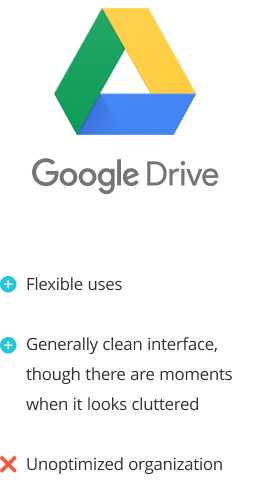 Google Drive
Flexible uses
Generally clean interface,
though there are moments
when it looks cluttered
Unoptimized organization